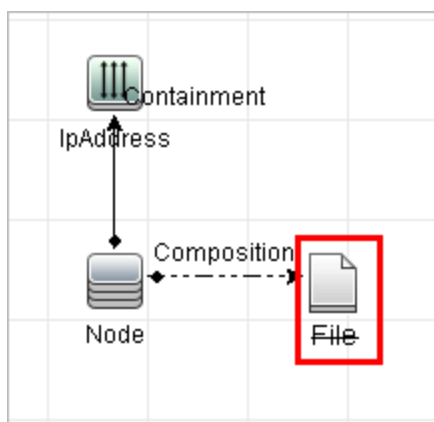 Containment
IpAddress
Composition
Node
File